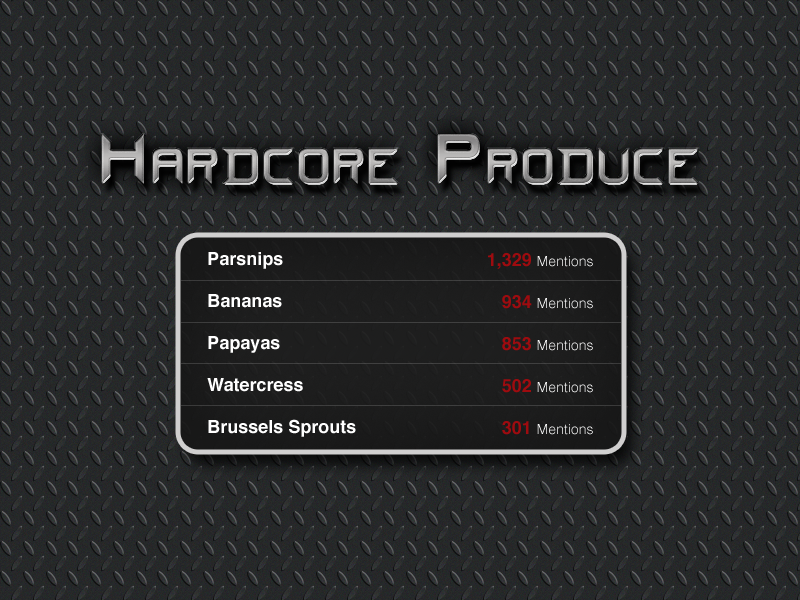 Hardcore Produce
Parsnips 1,329 Mentions
Bananas 934 Mentions
Papayas 853 Mentions
Watercress 502 Mentions
Brussels Sprouts 301 Mentions